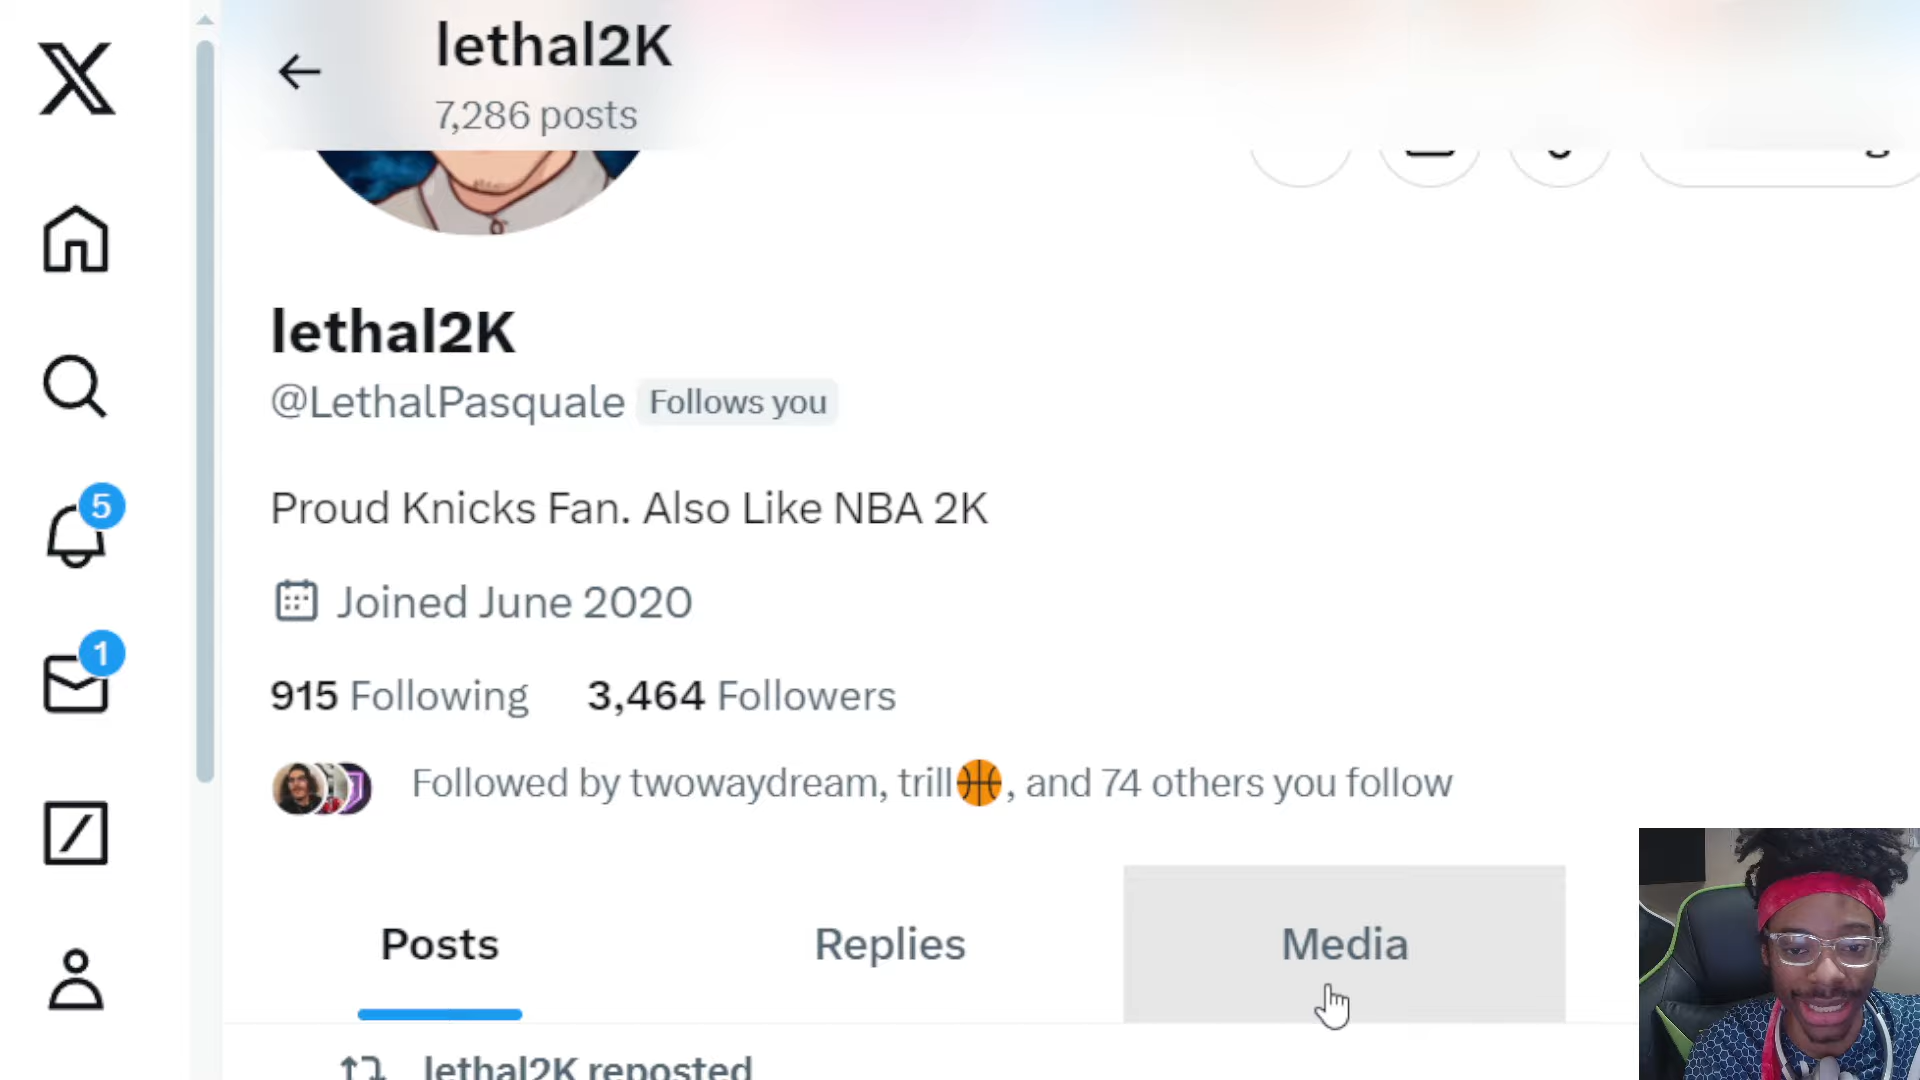 lethal2K
7,286 posts
lethal2K
@LethalPasquale Follows you
Proud Knicks Fan. Also Like NBA 2K
Joined June 2020
915 Following 3,464 Followers
Followed by twowaydream, trill🏀, and 74 others you follow
Posts Replies Media
lethal2K reposted
5
1